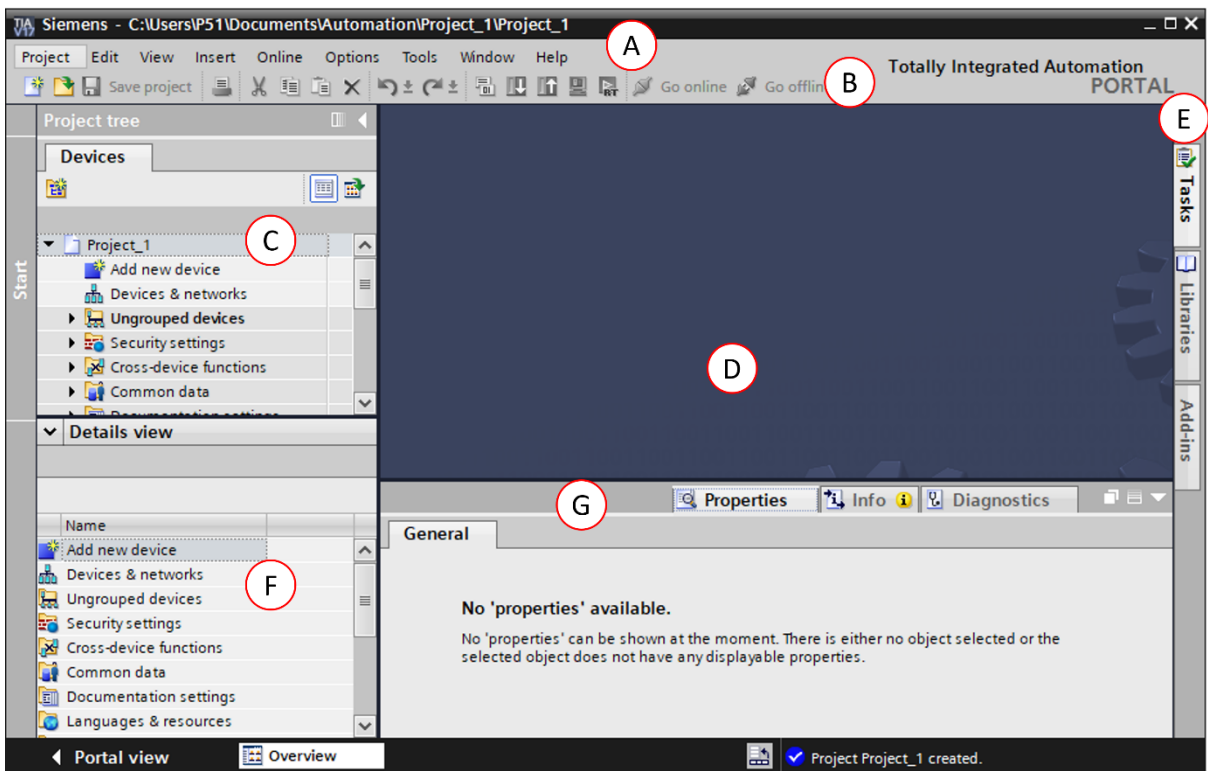 Siemens - C:\Users\P51\Documents\Automation\Project_1\Project_1
Project Edit View Insert Online Options Tools Window Help
A
Save project
Go online
Go offlin
B
Totally Integrated Automation
PORTAL
E
Start
Project tree
Devices
C
Project_1
Add new device
Devices & networks
Ungrouped devices
Security settings
Cross-device functions
Common data
Documentation settings
D
Tasks
Libraries
Add-ins
Details view
Name
Add new device
Devices & networks
F
Ungrouped devices
Security settings
Cross-device functions
Common data
Documentation settings
Languages & resources
G
Properties
Info
Diagnostics
General
No 'properties' available.
No 'properties' can be shown at the moment. There is either no object selected or the
selected object does not have any displayable properties.
Portal view
Overview
Project Project_1 created.